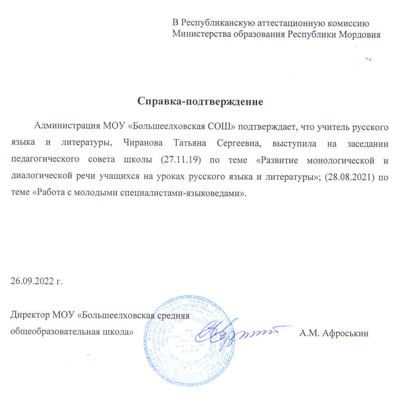 В Республиканскую аттестационную комиссию
Министерства образования Республики Мордовия
Справка-подтверждение
Администрация МОУ «Большеелховская СОШ» подтверждает, что учитель русского
языка и литературы, Чиранова Татьяна Сергеевна, выступила на заседании
педагогического совета школы (27.11.19) по теме «Развитие монологической и
диалогической речи учащихся на уроках русского языка и литературы»; (28.08.2021) по
теме «Работа с молодыми специалистами-языковедами».
26.09.2022 г.
Директор МОУ «Большеелховская средняя
общеобразовательная школа»
А.М. Афроськин